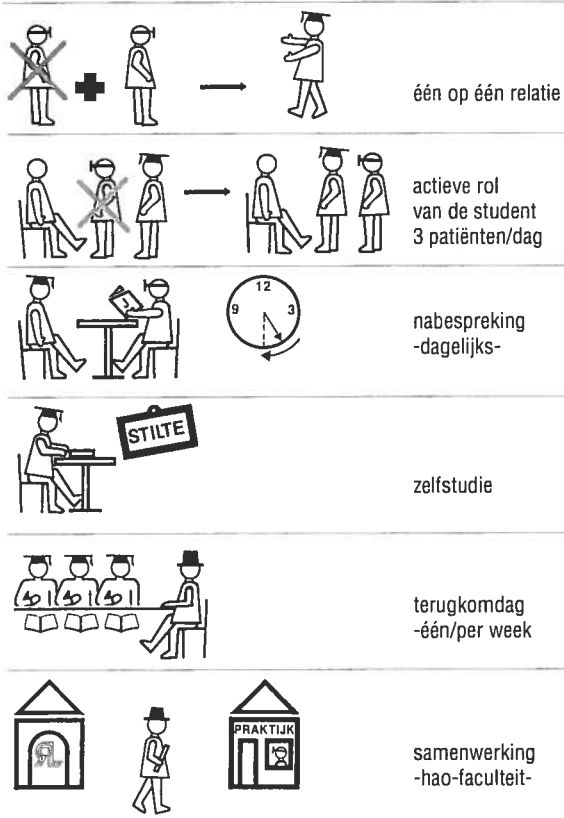 één op één relatie
actieve rol
van de student
3 patiënten/dag
12
9 3
nabespreking
-dagelijks-
STILTE
zelfstudie
terugkomdag
-één/per week
PRAKTIJK
samenwerking
-hao-faculteit-